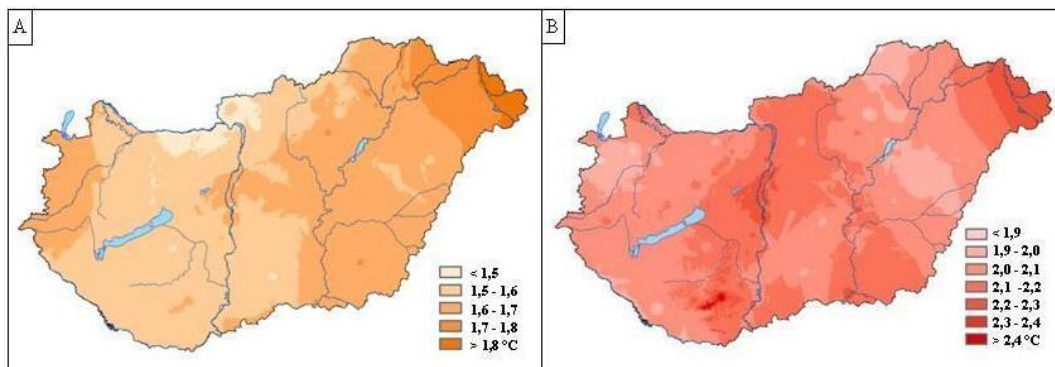 A
< 1,5
1,5 - 1,6
1,6 - 1,7
1,7 - 1,8
> 1,8 °C
B
< 1,9
1,9 - 2,0
2,0 - 2,1
2,1 -2,2
2,2 - 2,3
2,3 - 2,4
> 2,4 °C